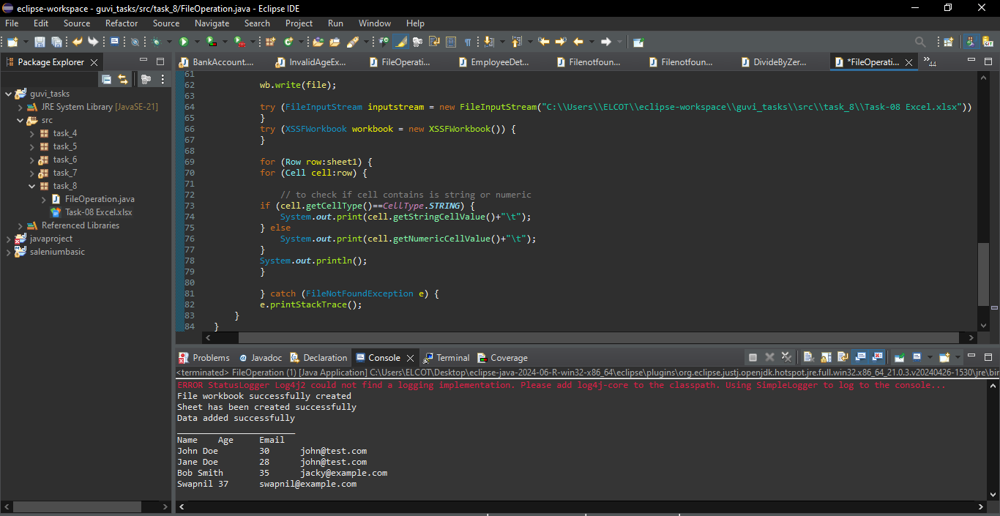 eclipse-workspace - guvi_tasks/src/task_8/FileOperation.java - Eclipse IDE
File Edit Source Refactor Source Navigate Search Project Run Window Help
Package Explorer
guvi_tasks
JRE System Library [JavaSE-21]
src
task_4
task_5
task_6
task_7
task_8
FileOperation.java
Task-08 Excel.xlsx
Referenced Libraries
javaproject
saleniumbasic
BankAccount.... InvalidAgeEx... FileOperati... EmployeeDet... Filenotfoun... Filenotfoun... DivideByZer... *FileOperati... »44
61
62 wb.write(file);
63
64 try (FileInputStream inputstream = new FileInputStream("C:\\Users\\ELCOT\\eclipse-workspace\\guvi_tasks\\src\\task_8\\Task-08 Excel.xlsx"))
65 }
66 try (XSSFWorkbook workbook = new XSSFWorkbook()) {
67 }
68
69 for (Row row:sheet1) {
70 for (Cell cell:row) {
71
72 // to check if cell contains is string or numeric
73 if (cell.getCellType()==CellType.STRING) {
74 System.out.print(cell.getStringCellValue()+"\t");
75 } else
76 System.out.print(cell.getNumericCellValue()+"\t");
77 }
78 System.out.println();
79 }
80
81 } catch (FileNotFoundException e) {
82 e.printStackTrace();
83 }
84 }
Problems @ Javadoc Declaration Console Terminal Coverage
<terminated> FileOperation (1) [Java Application] C:\Users\ELCOT\Desktop\eclipse-java-2024-06-R-win32-x86_64\eclipse\plugins\org.eclipse.justj.openjdk.hotspot.jre.full.win32.x86_64_21.0.3.v20240426-1530\jre\bin
ERROR StatusLogger Log4j2 could not find a logging implementation. Please add log4j-core to the classpath. Using SimpleLogger to log to the console...
File workbook successfully created
Sheet has been created successfully
Data added successfully
_______________________
Name Age Email
John Doe 30 john@test.com
Jane Doe 28 john@test.com
Bob Smith 35 jacky@example.com
Swapnil 37 swapnil@example.com